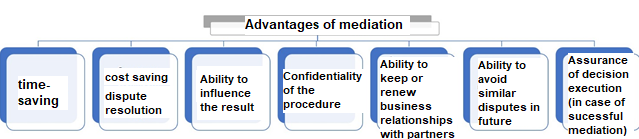 Advantages of mediation
time-
saving
cost saving
dispute
resolution
Ability to
influence
the result
Confidentiality
of the
procedure
Ability to
keep or
renew
business
relationships
with partners
Ability to
avoid
similar
disputes in
future
Assurance
of decision
execution
(in case of
sucessful
mediation)